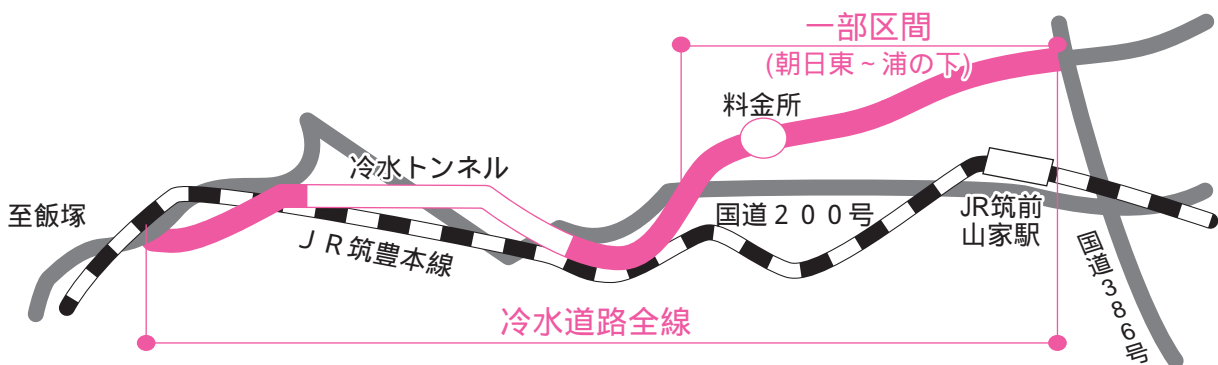 一部区間
(朝日東~浦の下)
料金所
冷水トンネル
至飯塚
国道200号
JR筑前
山家駅
JR筑豊本線
国道386号
冷水道路全線